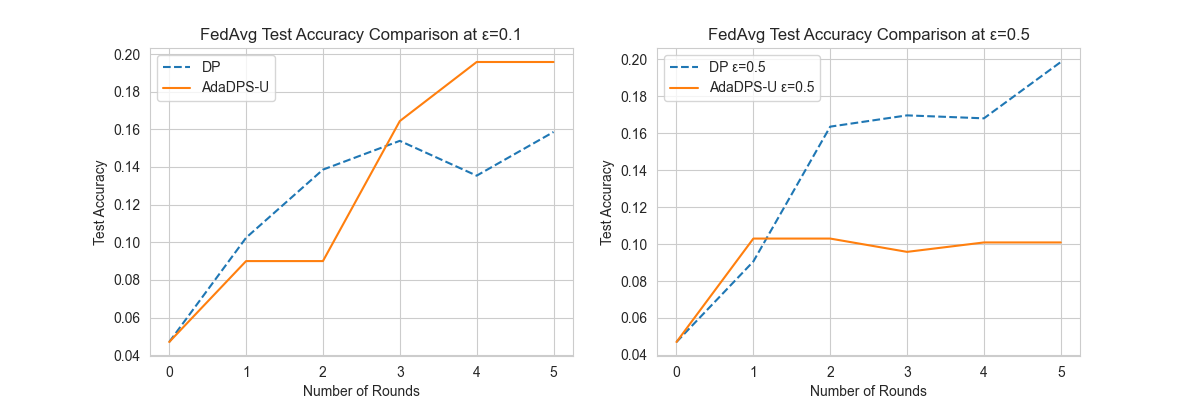 FedAvg Test Accuracy Comparison at ε=0.1
DP
AdaDPS-U
0.20
0.18
0.16
0.14
0.12
0.10
0.08
0.06
0.04
Test Accuracy
0 1 2 3 4 5
Number of Rounds
FedAvg Test Accuracy Comparison at ε=0.5
DP ε=0.5
AdaDPS-U ε=0.5
0.20
0.18
0.16
0.14
0.12
0.10
0.08
0.06
0.04
Test Accuracy
0 1 2 3 4 5
Number of Rounds